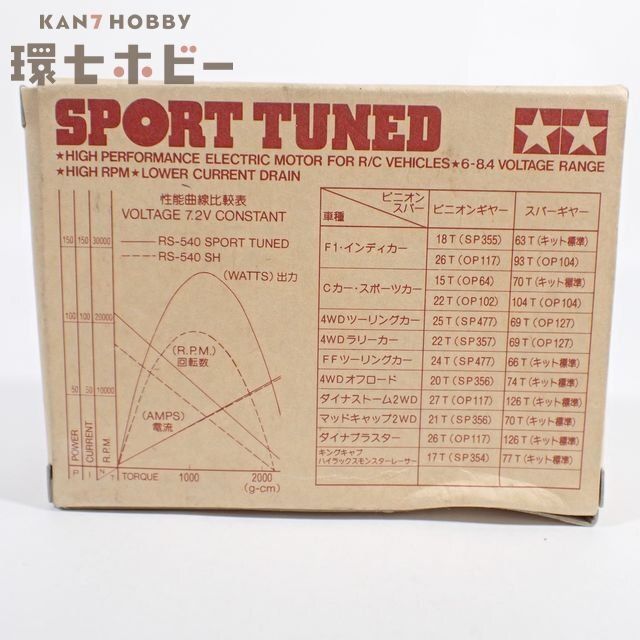 KAN7HOBBY
環七ホビー
SPORT TUNED
★HIGH PERFORMANCE ELECTRIC MOTOR FOR R/C VEHICLES★6-8.4 VOLTAGE RANGE
★HIGH RPM★LOWER CURRENT DRAIN
性能曲線比較表
VOLTAGE 7.2V CONSTANT
RS-540 SPORT TUNED
RS-540 SH
(WATTS)出力
(R.P.M.)
回転数
(AMPS)
電流
150 150 30000
100 100 20000
50 50 10000
POWER CURRENT R.P.M.
P I N T
TORQUE 1000 2000
(g-cm)
車種 ピニオン スパー ピニオンギヤー スパーギヤー
F1・インディカー 18T(SP355) 63T(キット標準)
26T(OP117) 93T(OP104)
Cカー・スポーツカー 15T(OP64) 70T(キット標準)
22T(OP102) 104T(OP104)
4WDツーリングカー 25T(SP477) 69T(OP127)
4WDラリーカー 22T(SP357) 69T(OP127)
FFツーリングカー 24T(SP477) 66T(キット標準)
4WDオフロード 20T(SP356) 74T(キット標準)
ダイナストーム2WD 27T(OP117) 126T(キット標準)
マッドキャップ2WD 21T(SP356) 70T(キット標準)
ダイナブラスター 26T(OP117) 126T(キット標準)
キングキャブ
ハイラックスモンスターレーサー 17T(SP354) 77T(キット標準)